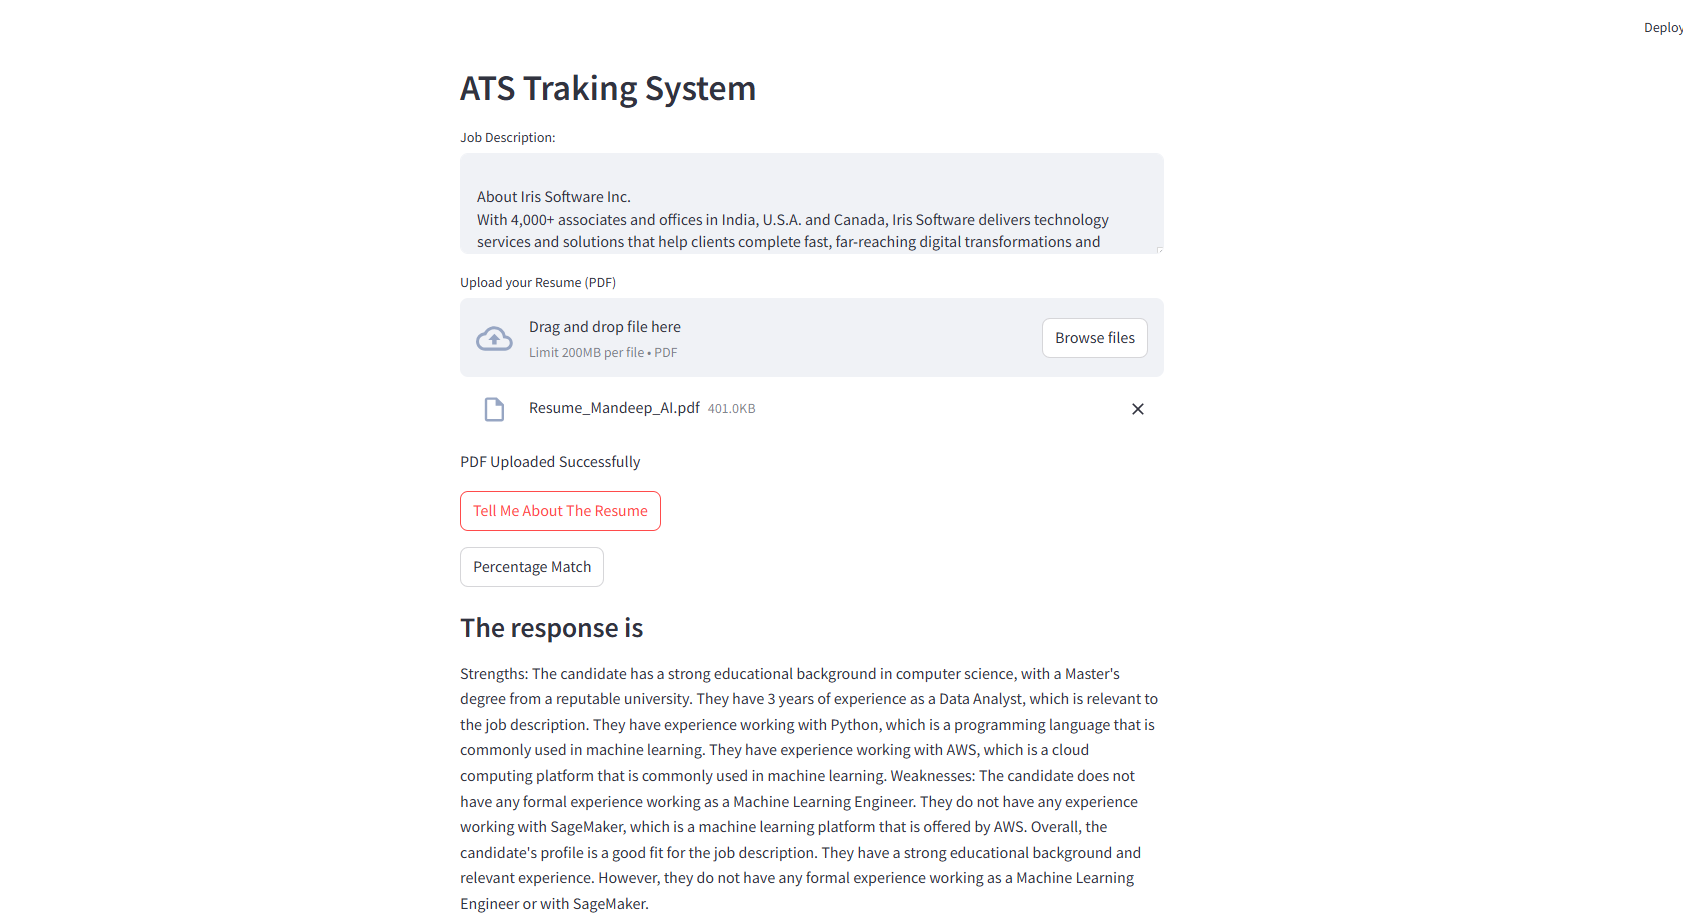 Deploy
ATS Traking System
Job Description:
About Iris Software Inc.
With 4,000+ associates and offices in India, U.S.A. and Canada, Iris Software delivers technology
services and solutions that help clients complete fast, far-reaching digital transformations and
Upload your Resume (PDF)
Drag and drop file here
Limit 200MB per file • PDF
Browse files
Resume_Mandeep_AI.pdf 401.0KB
PDF Uploaded Successfully
Tell Me About The Resume
Percentage Match
The response is
Strengths: The candidate has a strong educational background in computer science, with a Master's
degree from a reputable university. They have 3 years of experience as a Data Analyst, which is relevant to
the job description. They have experience working with Python, which is a programming language that is
commonly used in machine learning. They have experience working with AWS, which is a cloud
computing platform that is commonly used in machine learning. Weaknesses: The candidate does not
have any formal experience working as a Machine Learning Engineer. They do not have any experience
working with SageMaker, which is a machine learning platform that is offered by AWS. Overall, the
candidate's profile is a good fit for the job description. They have a strong educational background and
relevant experience. However, they do not have any formal experience working as a Machine Learning
Engineer or with SageMaker.